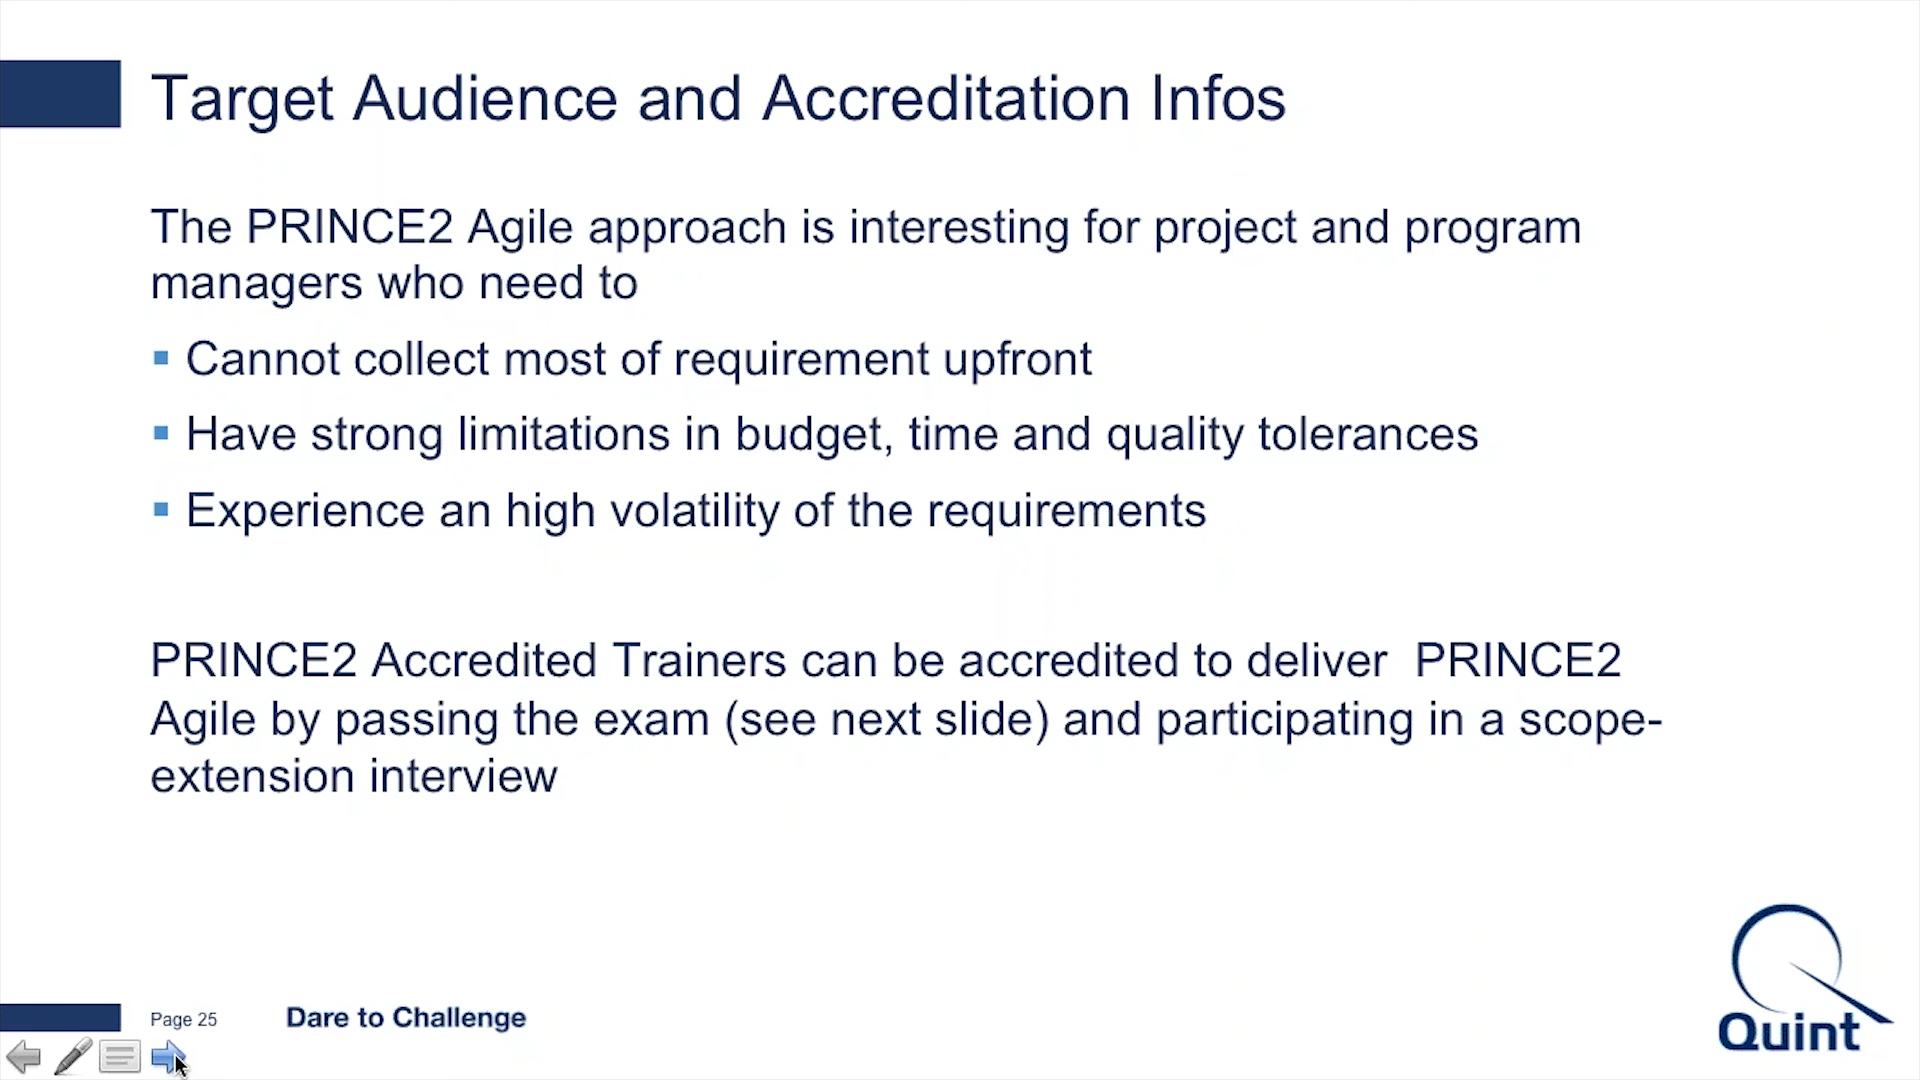 Target Audience and Accreditation Infos
The PRINCE2 Agile approach is interesting for project and program
managers who need to
Cannot collect most of requirement upfront
Have strong limitations in budget, time and quality tolerances
Experience an high volatility of the requirements
PRINCE2 Accredited Trainers can be accredited to deliver  PRINCE2
Agile by passing the exam (see next slide) and participating in a scope-
extension interview
Page 25
Dare to Challenge
Quint